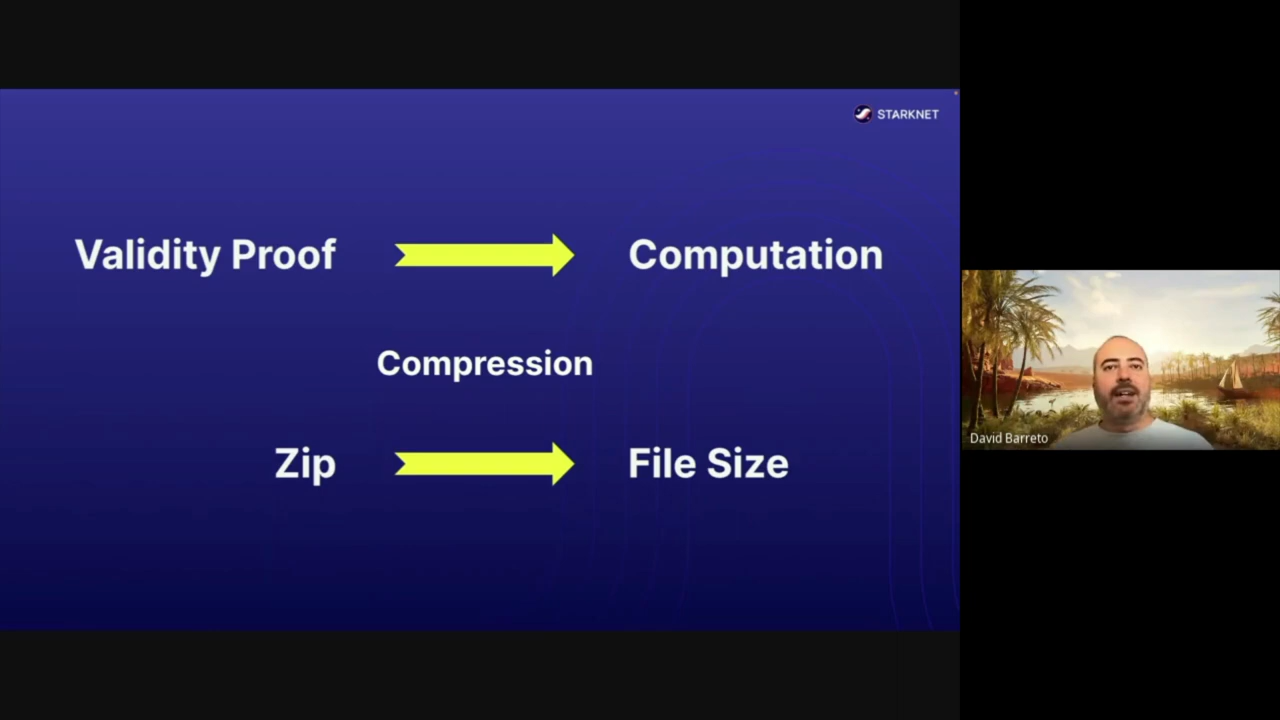 STARKNET
Validity Proof
Computation
Compression
Zip
File Size
David Barreto